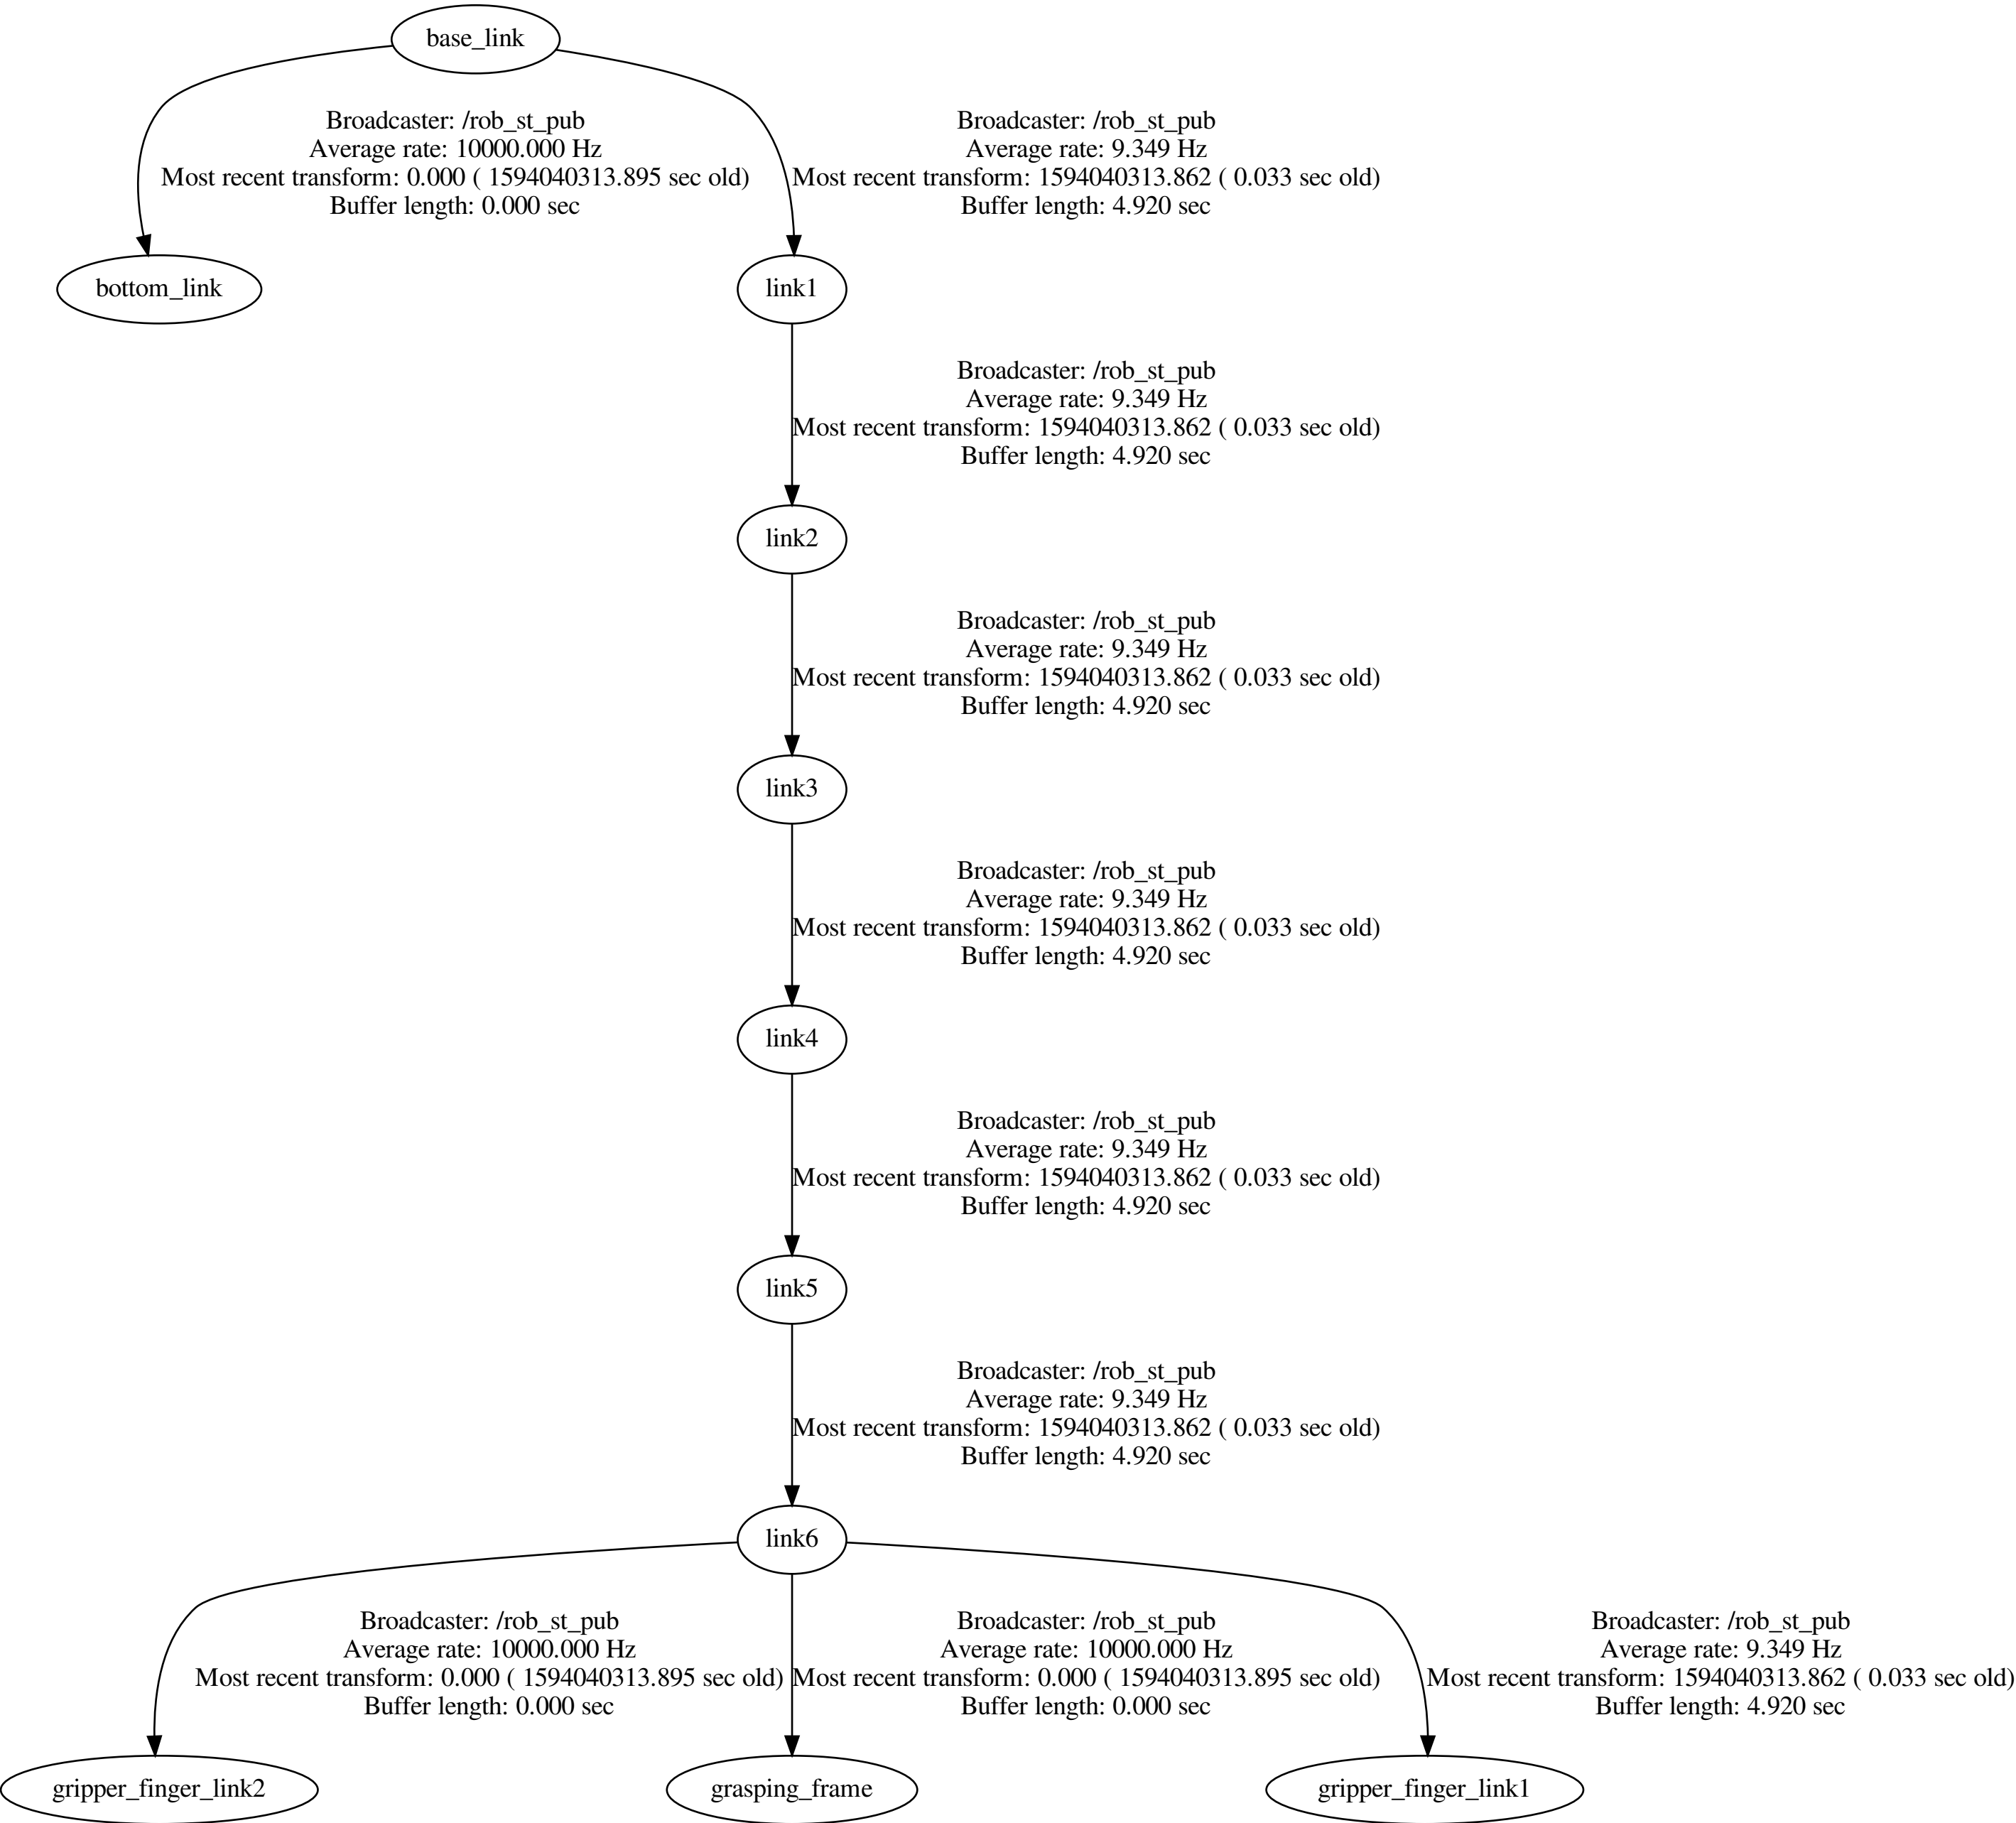 base_link
Broadcaster: /rob_st_pub
Average rate: 10000.000 Hz
Most recent transform: 0.000 ( 1594040313.895 sec old)
Buffer length: 0.000 sec
Broadcaster: /rob_st_pub
Average rate: 9.349 Hz
Most recent transform: 1594040313.862 ( 0.033 sec old)
Buffer length: 4.920 sec
bottom_link
link1
Broadcaster: /rob_st_pub
Average rate: 9.349 Hz
Most recent transform: 1594040313.862 ( 0.033 sec old)
Buffer length: 4.920 sec
link2
Broadcaster: /rob_st_pub
Average rate: 9.349 Hz
Most recent transform: 1594040313.862 ( 0.033 sec old)
Buffer length: 4.920 sec
link3
Broadcaster: /rob_st_pub
Average rate: 9.349 Hz
Most recent transform: 1594040313.862 ( 0.033 sec old)
Buffer length: 4.920 sec
link4
Broadcaster: /rob_st_pub
Average rate: 9.349 Hz
Most recent transform: 1594040313.862 ( 0.033 sec old)
Buffer length: 4.920 sec
link5
Broadcaster: /rob_st_pub
Average rate: 9.349 Hz
Most recent transform: 1594040313.862 ( 0.033 sec old)
Buffer length: 4.920 sec
link6
Broadcaster: /rob_st_pub
Average rate: 10000.000 Hz
Most recent transform: 0.000 ( 1594040313.895 sec old)
Buffer length: 0.000 sec
Broadcaster: /rob_st_pub
Average rate: 10000.000 Hz
Most recent transform: 0.000 ( 1594040313.895 sec old)
Buffer length: 0.000 sec
Broadcaster: /rob_st_pub
Average rate: 9.349 Hz
Most recent transform: 1594040313.862 ( 0.033 sec old)
Buffer length: 4.920 sec
gripper_finger_link2
grasping_frame
gripper_finger_link1